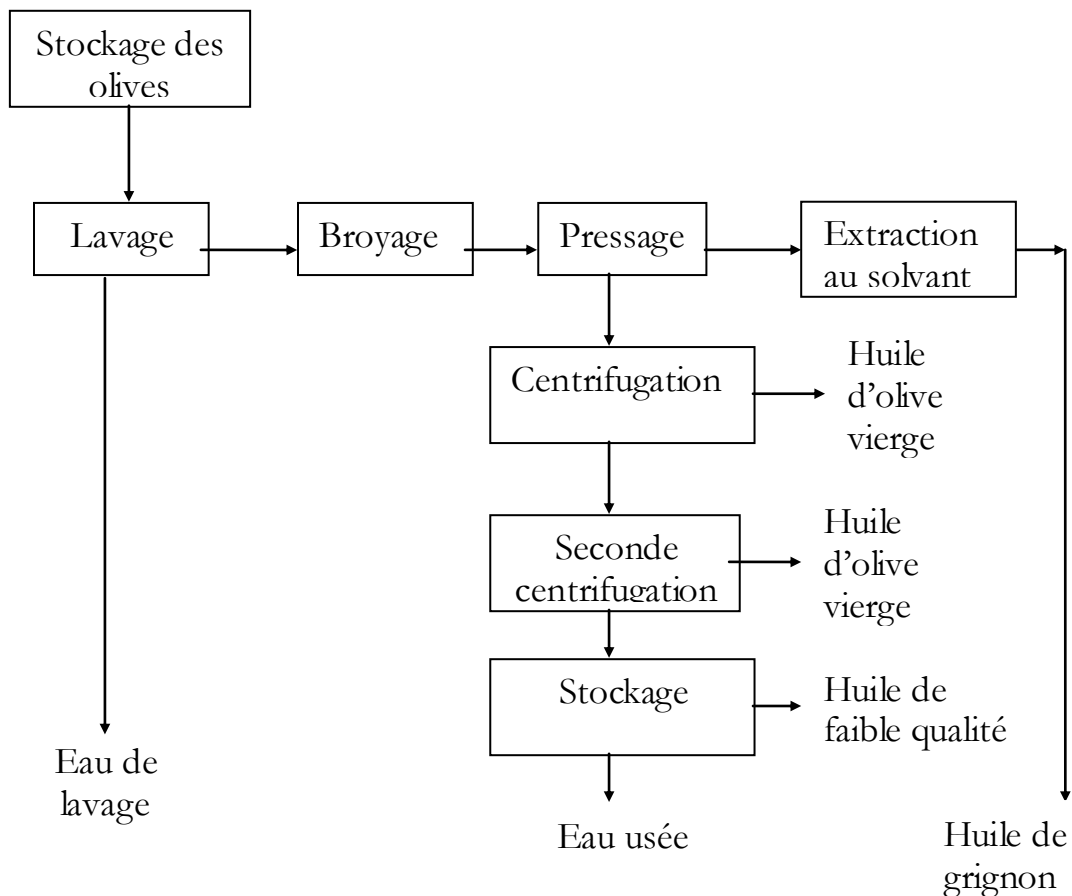 Stockage des
olives
Lavage
Broyage
Pressage
Extraction
au solvant
Centrifugation
Huile
d’olive
vierge
Seconde
centrifugation
Huile
d’olive
vierge
Stockage
Huile de
faible qualité
Eau de
lavage
Eau usée
Huile de
grignon